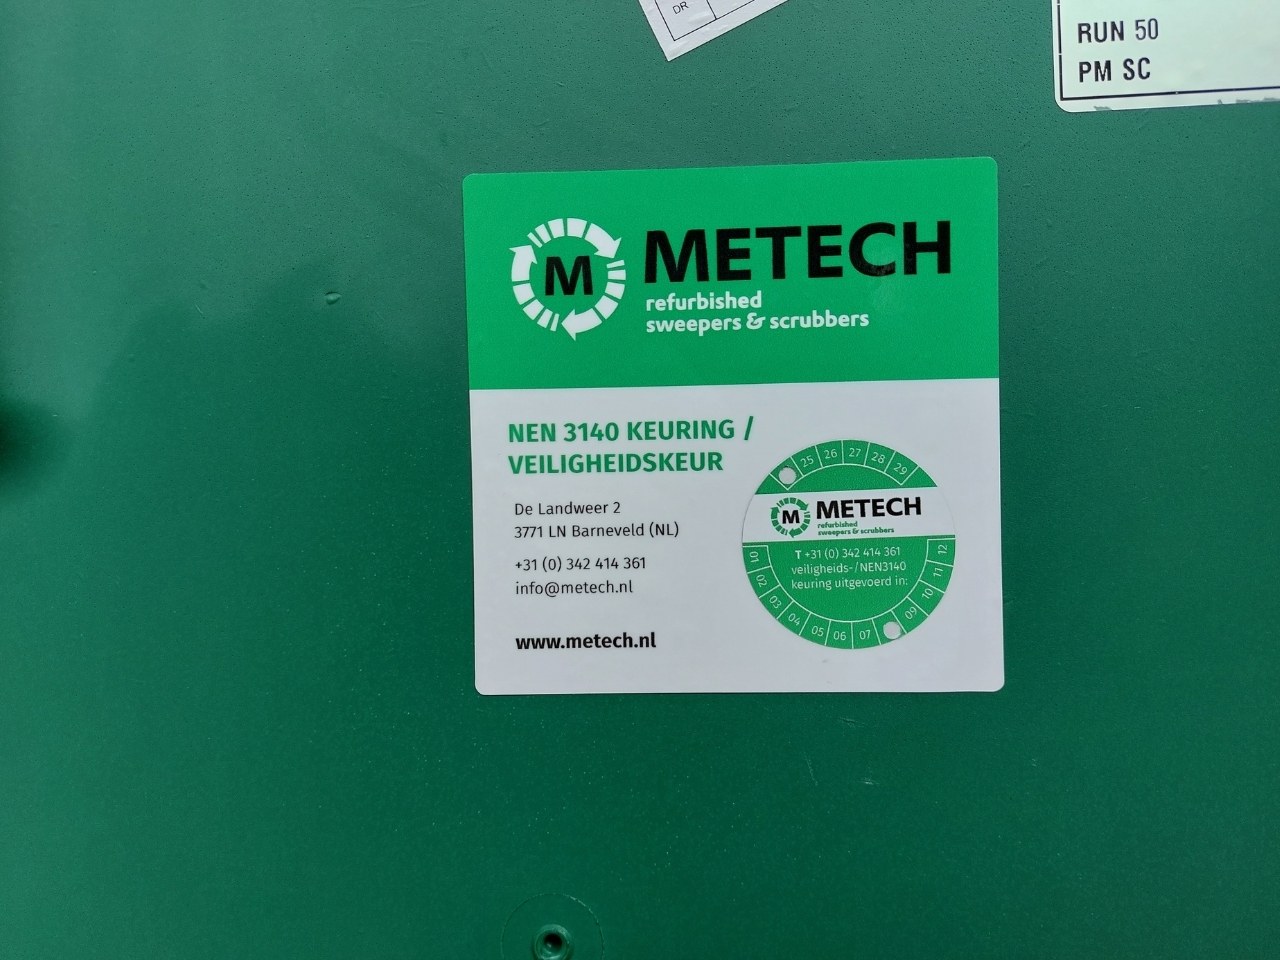 DR
RUN 50
PM SC
M METECH
refurbished
sweepers & scrubbers
NEN 3140 KEURING /
VEILIGHEIDSKEUR
De Landweer 2
3771 LN Barneveld (NL)
+31 (0) 342 414 361
info@metech.nl
www.metech.nl
25 26 27 28 29
M METECH
refurbished
sweepers & scrubbers
T +31 (0) 342 414 361
veiligheids-/NEN3140
keuring uitgevoerd in:
01 02 03 04 05 06 07 09 10 11 12